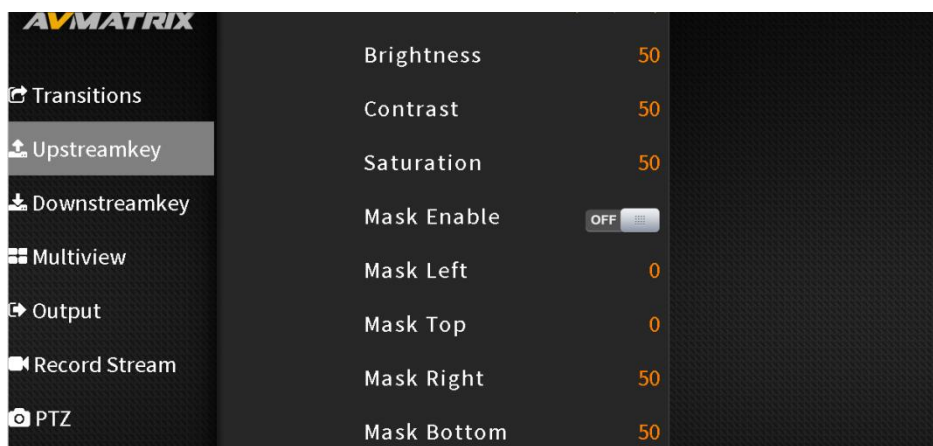 AVMATRIX
Transitions
Upstreamkey
Downstreamkey
Multiview
Output
Record Stream
PTZ
Brightness 50
Contrast 50
Saturation 50
Mask Enable OFF
Mask Left 0
Mask Top 0
Mask Right 50
Mask Bottom 50